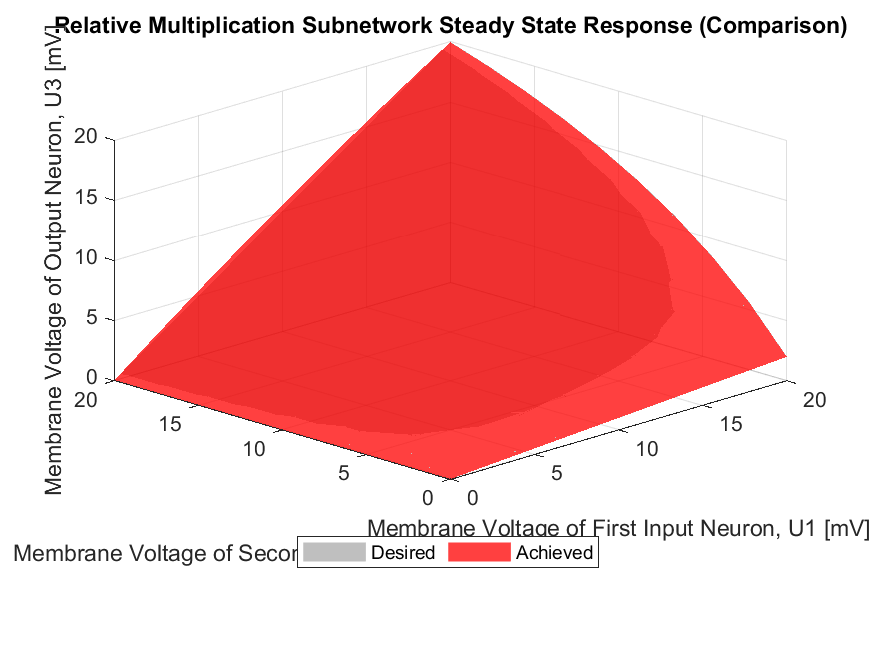 Relative Multiplication Subnetwork Steady State Response (Comparison)
Membrane Voltage of Output Neuron, U3 [mV]
20
15
10
5
0
20
15
10
5
0
0
5
10
15
20
Membrane Voltage of First Input Neuron, U1 [mV]
Membrane Voltage of
Desired
Achieved